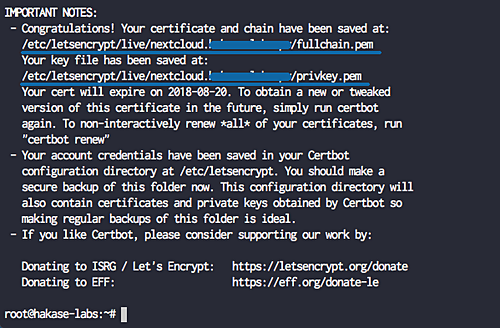 IMPORTANT NOTES:
- Congratulations! Your certificate and chain have been saved at:
/etc/letsencrypt/live/nextcloud. /fullchain.pem
Your key file has been saved at:
/etc/letsencrypt/live/nextcloud. /privkey.pem
Your cert will expire on 2018-08-20. To obtain a new or tweaked
version of this certificate in the future, simply run certbot
again. To non-interactively renew *all* of your certificates, run
"certbot renew"
- Your account credentials have been saved in your Certbot
configuration directory at /etc/letsencrypt. You should make a
secure backup of this folder now. This configuration directory will
also contain certificates and private keys obtained by Certbot so
making regular backups of this folder is ideal.
- If you like Certbot, please consider supporting our work by:
Donating to ISRG / Let's Encrypt: https://letsencrypt.org/donate
Donating to EFF: https://eff.org/donate-le
root@hakase-labs:~#